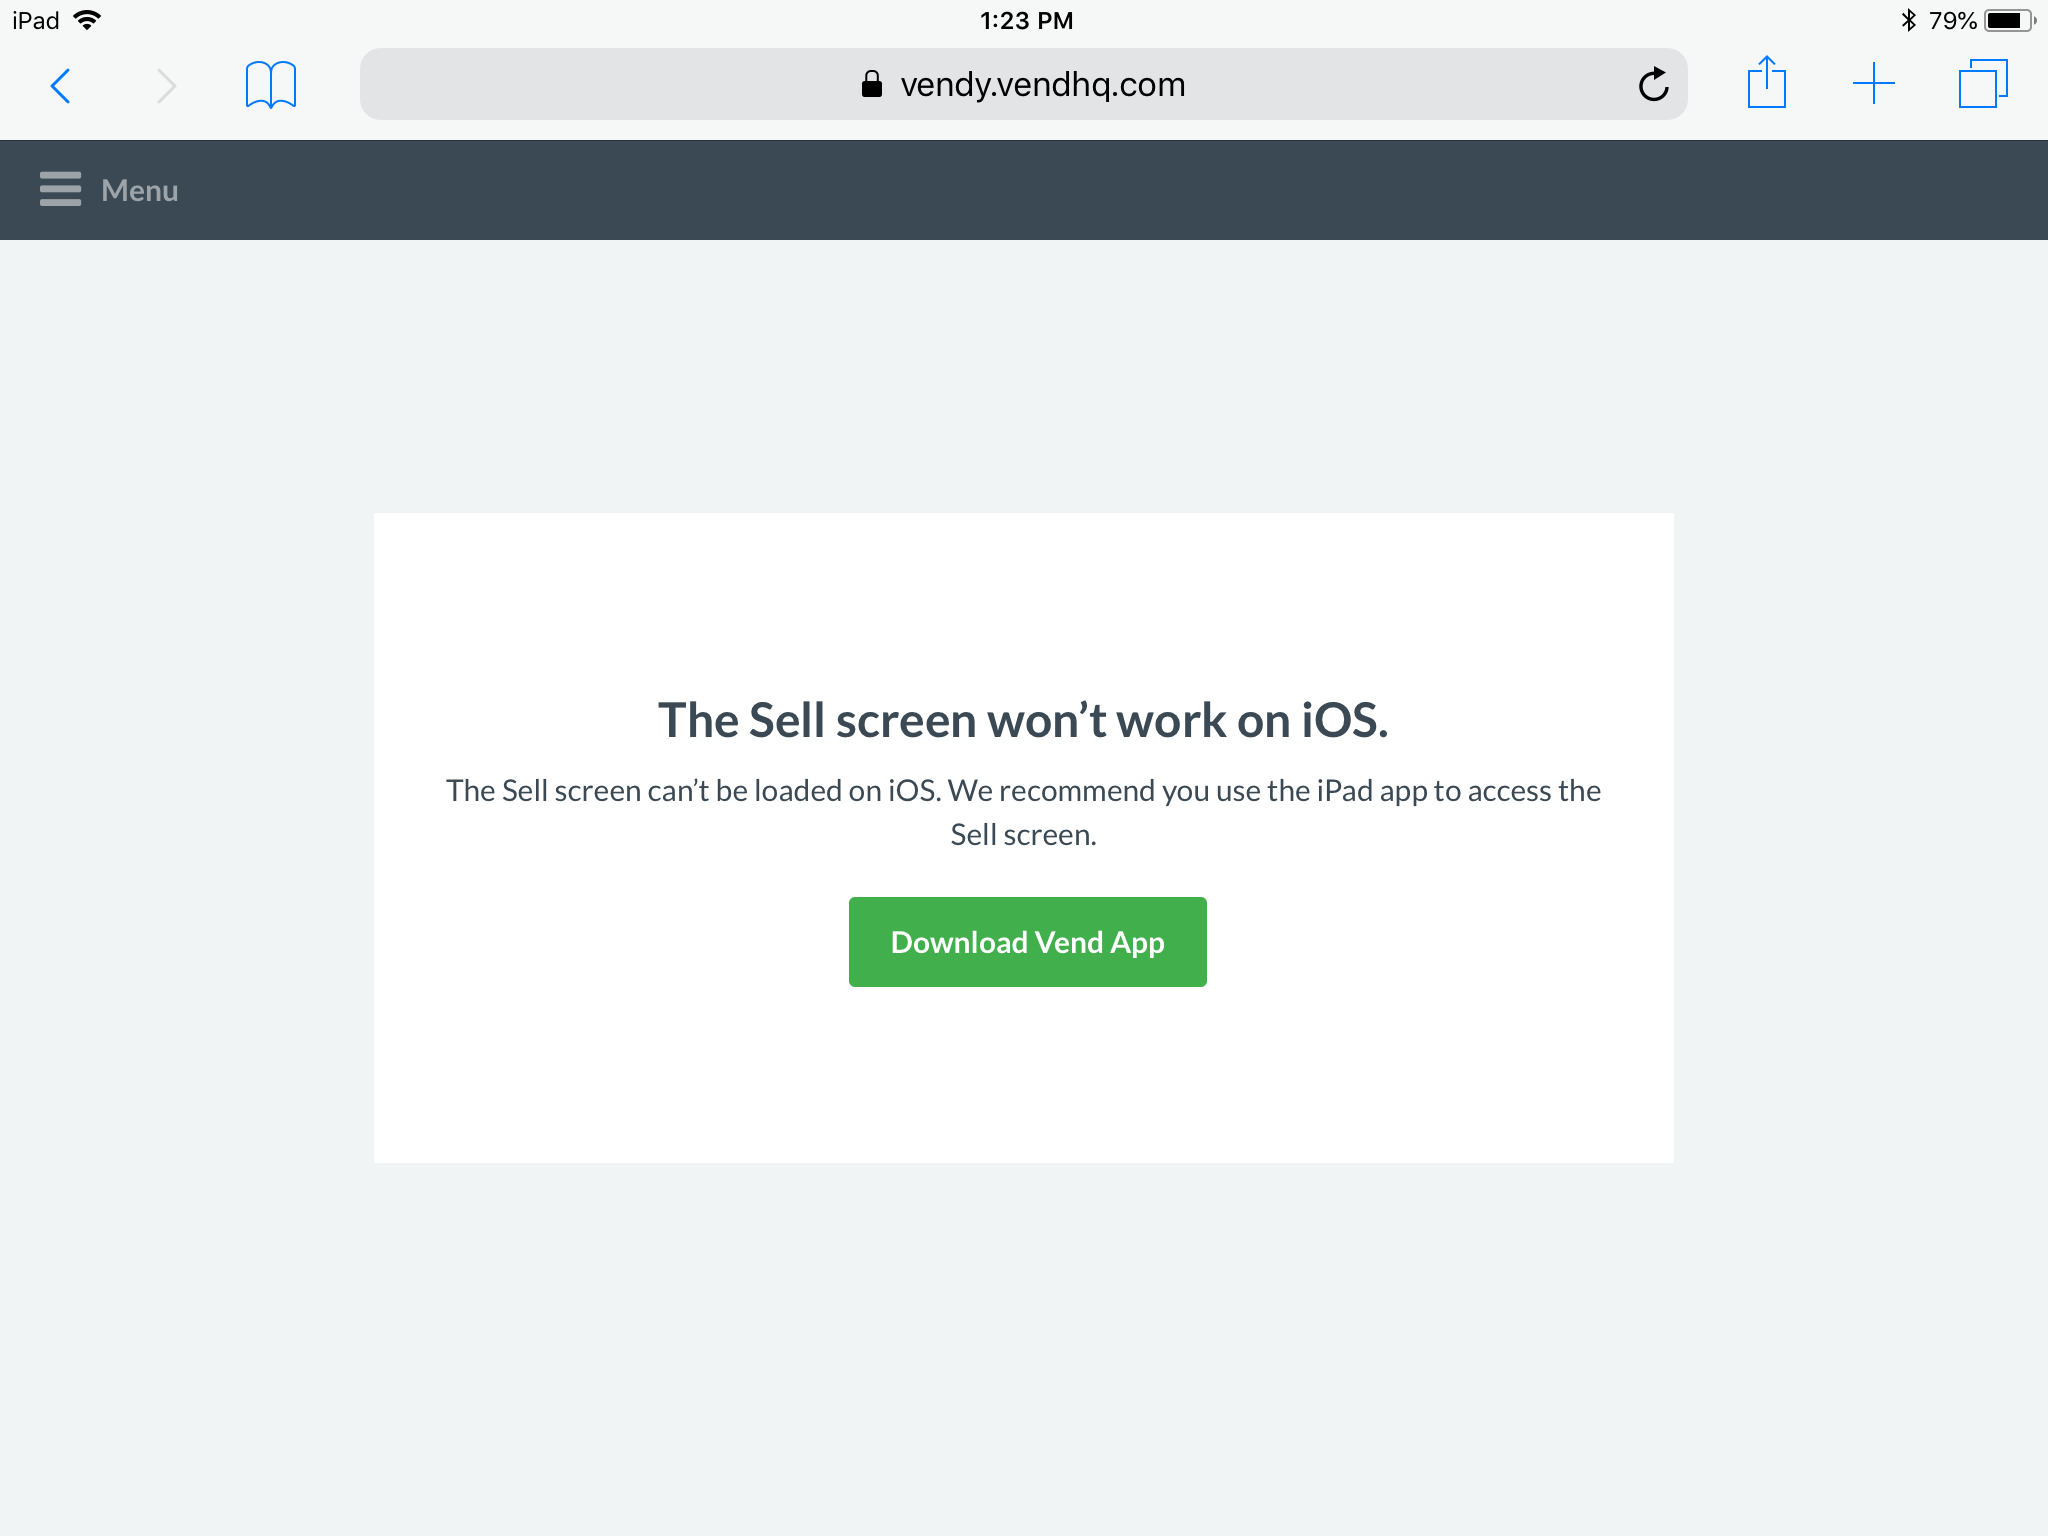 iPad 1:23 PM 79%
vendy.vendhq.com
Menu
The Sell screen won’t work on iOS.
The Sell screen can’t be loaded on iOS. We recommend you use the iPad app to access the
Sell screen.
Download Vend App